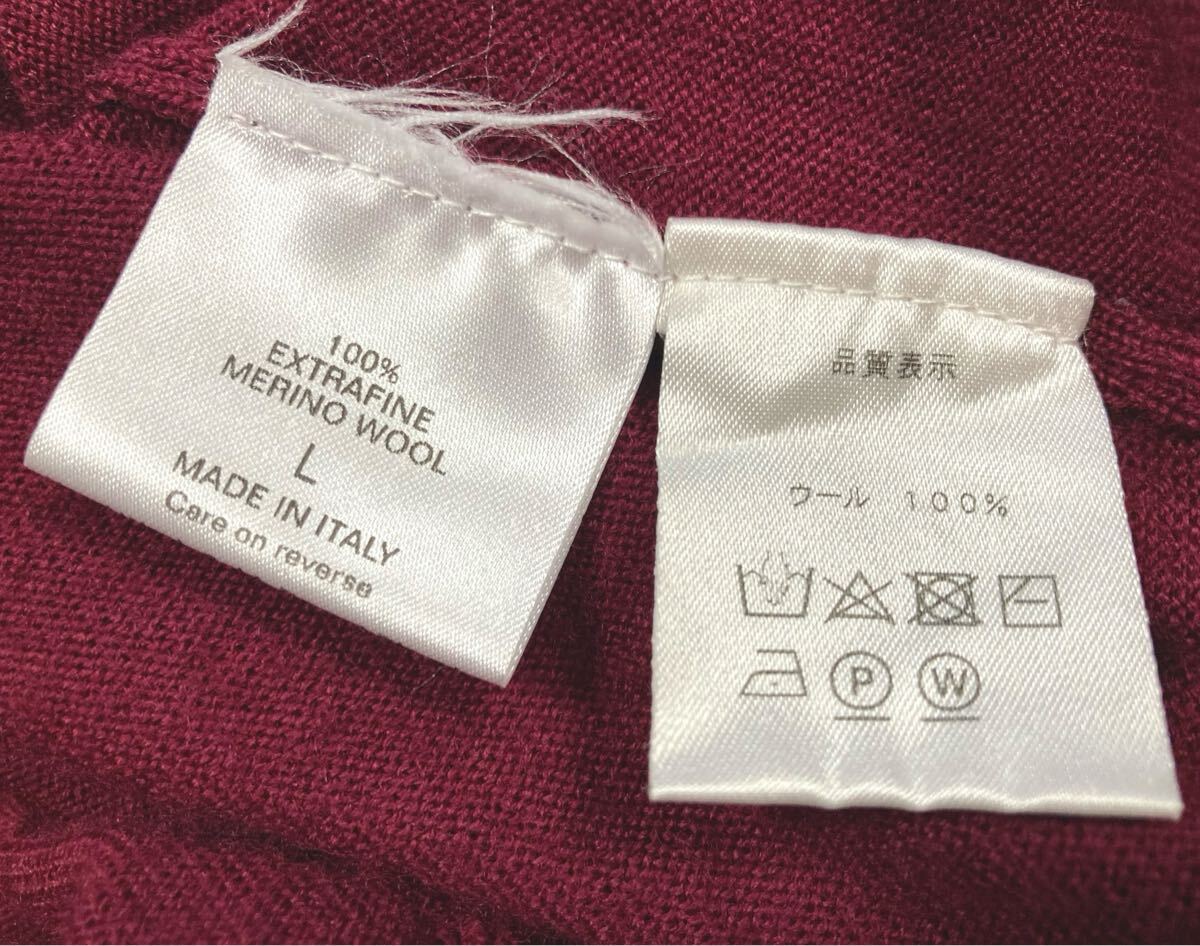 100%
EXTRAFINE
MERINO WOOL
L
MADE IN ITALY
Care on reverse
品質表示
ウール 100%
P W